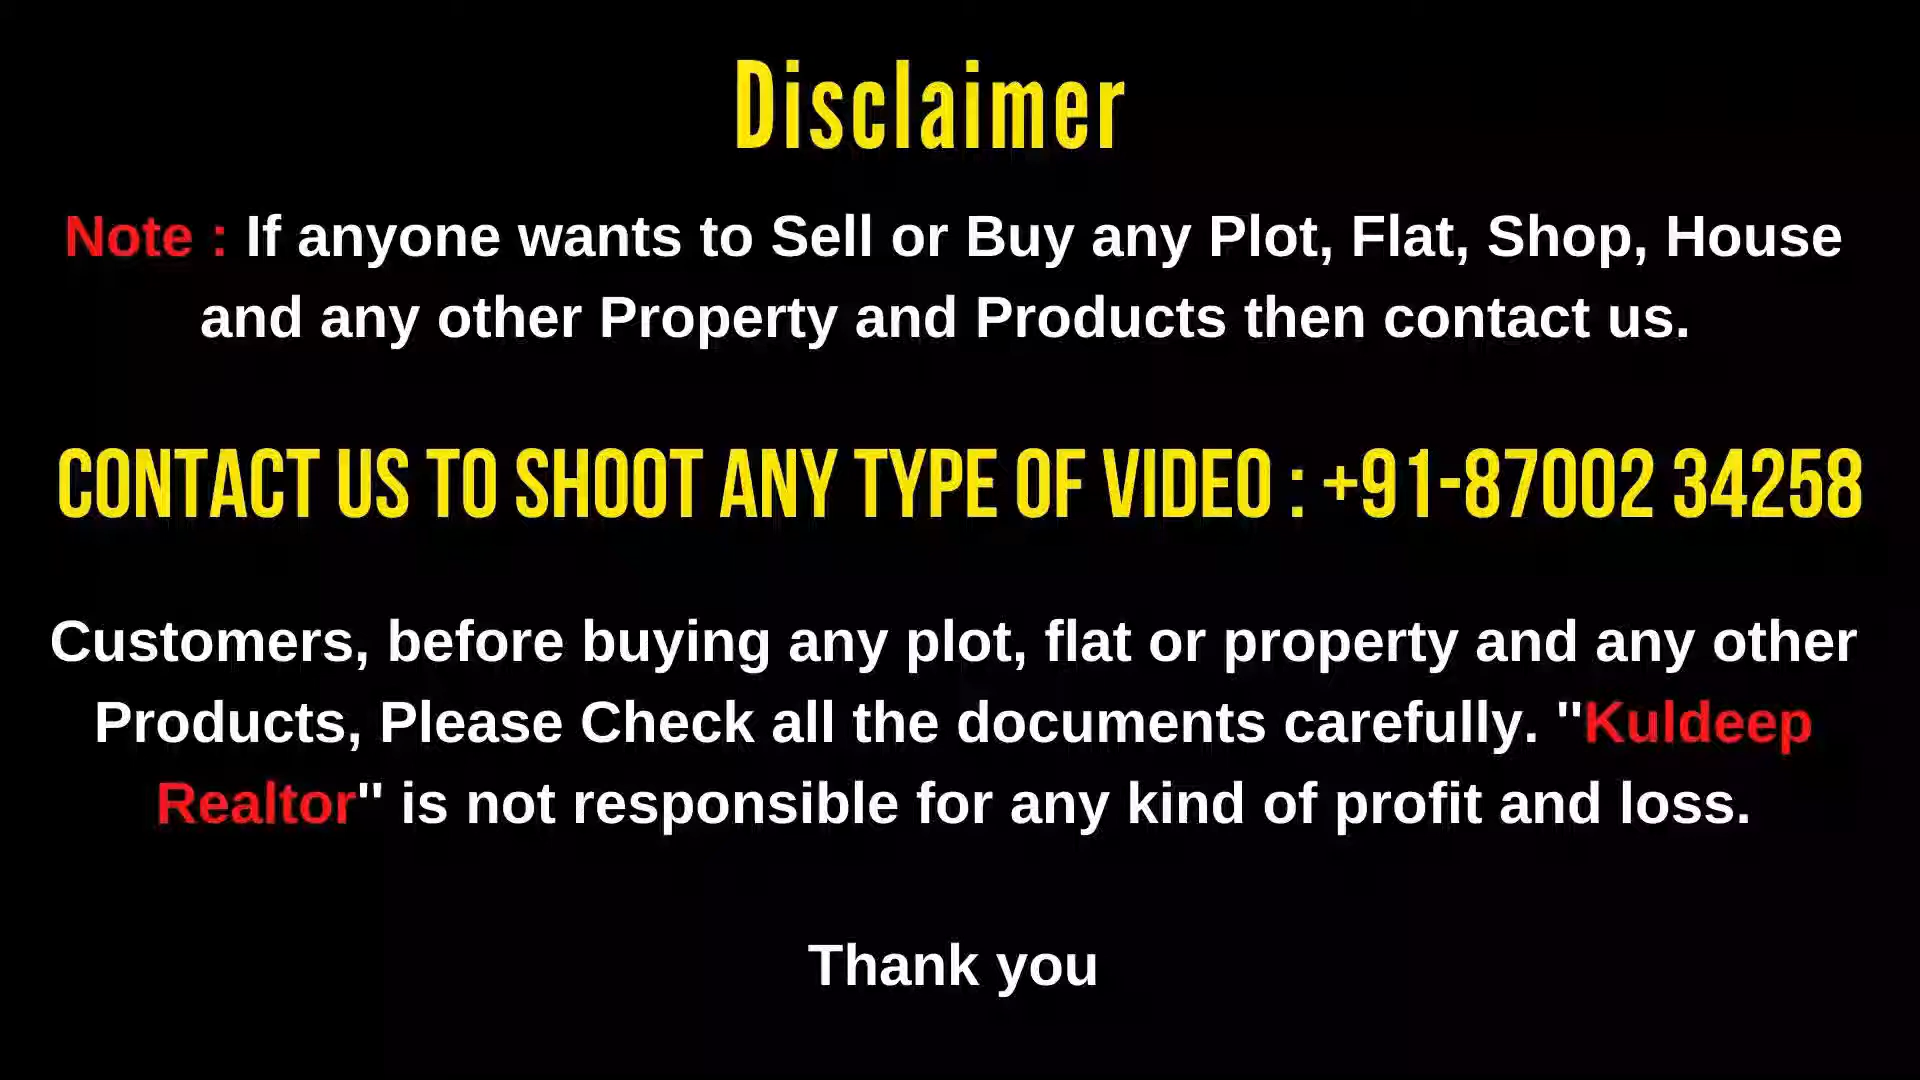 Disclaimer
Note : If anyone wants to Sell or Buy any Plot, Flat, Shop, House
and any other Property and Products then contact us.
CONTACT US TO SHOOT ANY TYPE OF VIDEO : +91-87002 34258
Customers, before buying any plot, flat or property and any other
Products, Please Check all the documents carefully. "Kuldeep
Realtor" is not responsible for any kind of profit and loss.
Thank you